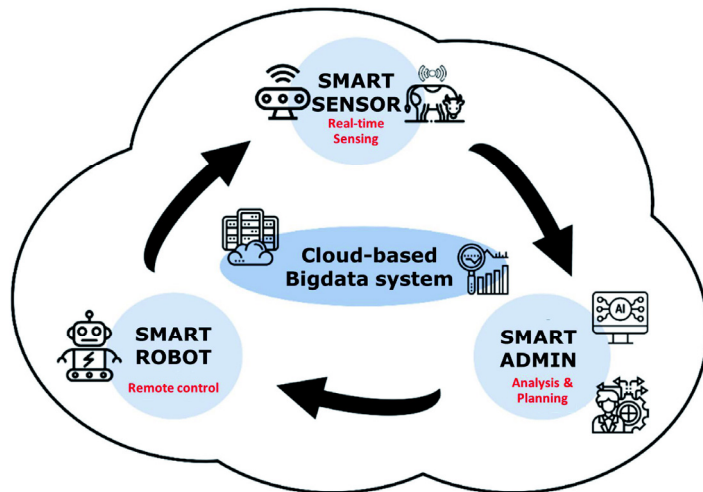 SMART
SENSOR
Real-time
Sensing
Cloud-based
Bigdata system
SMART
ROBOT
Remote control
SMART
ADMIN
Analysis &
Planning
AI